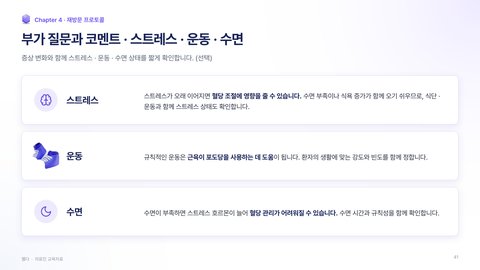 Chapter 4 · 재방문 프로토콜
부가 질문과 코멘트 · 스트레스 · 운동 · 수면
증상 변화와 함께 스트레스 · 운동 · 수면 상태를 짧게 확인합니다. (선택)
스트레스
스트레스가 오래 이어지면 혈당 조절에 영향을 줄 수 있습니다. 수면 부족이나 식욕 증가가 함께 오기 쉬우므로, 식단 ·
운동과 함께 스트레스 상태도 확인합니다.
운동
규칙적인 운동은 근육이 포도당을 사용하는 데 도움이 됩니다. 환자의 생활에 맞는 강도와 빈도를 함께 정합니다.
수면
수면이 부족하면 스트레스 호르몬이 늘어 혈당 관리가 어려워질 수 있습니다. 수면 시간과 규칙성을 함께 확인합니다.
의료진 교육자료
41